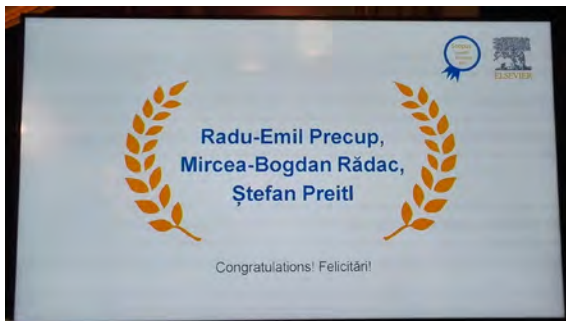 ELSEVIER
Radu-Emil Precup,
Mircea-Bogdan Rădac,
Ștefan Preitl
Congratulations! Felicitări!